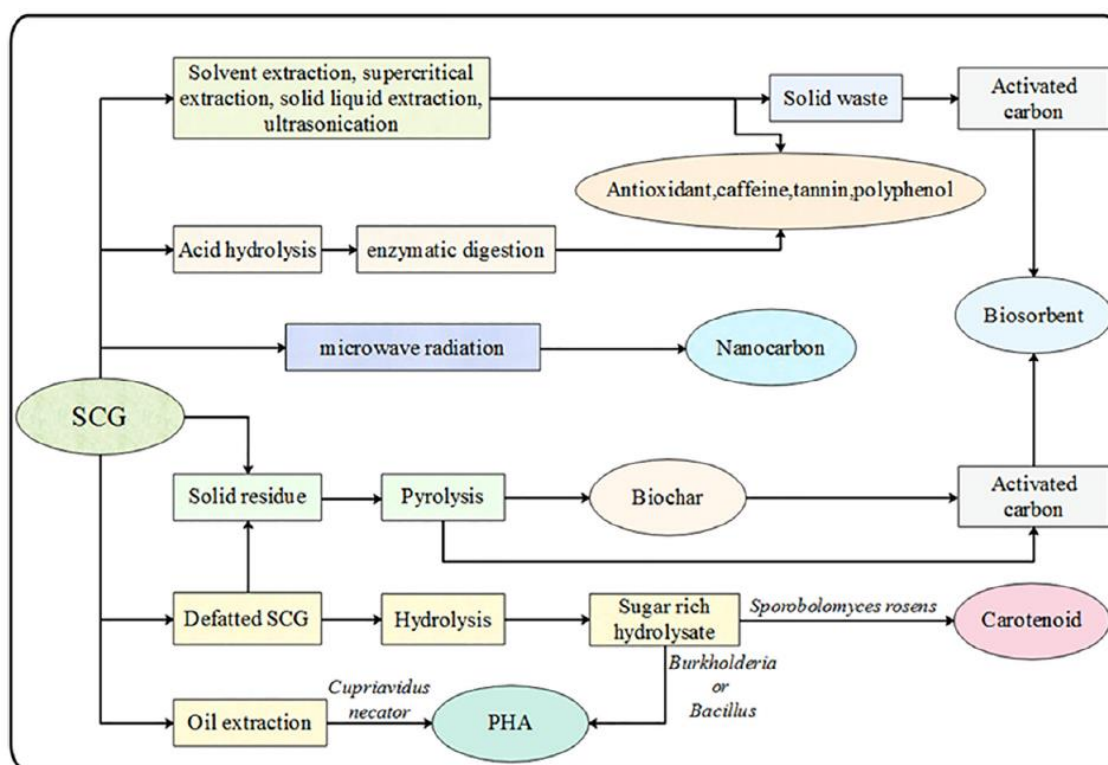 Solvent extraction, supercritical
extraction, solid liquid extraction,
ultrasonication
Solid waste
Activated
carbon
Antioxidant,caffeine,tannin,polyphenol
Acid hydrolysis
enzymatic digestion
Biosorbent
microwave radiation
Nanocarbon
SCG
Solid residue
Pyrolysis
Biochar
Activated
carbon
Defatted SCG
Hydrolysis
Sugar rich
hydrolysate
Sporobolomyces rosens
Carotenoid
Burkholderia
or
Bacillus
Oil extraction
Cupriavidus
necator
PHA